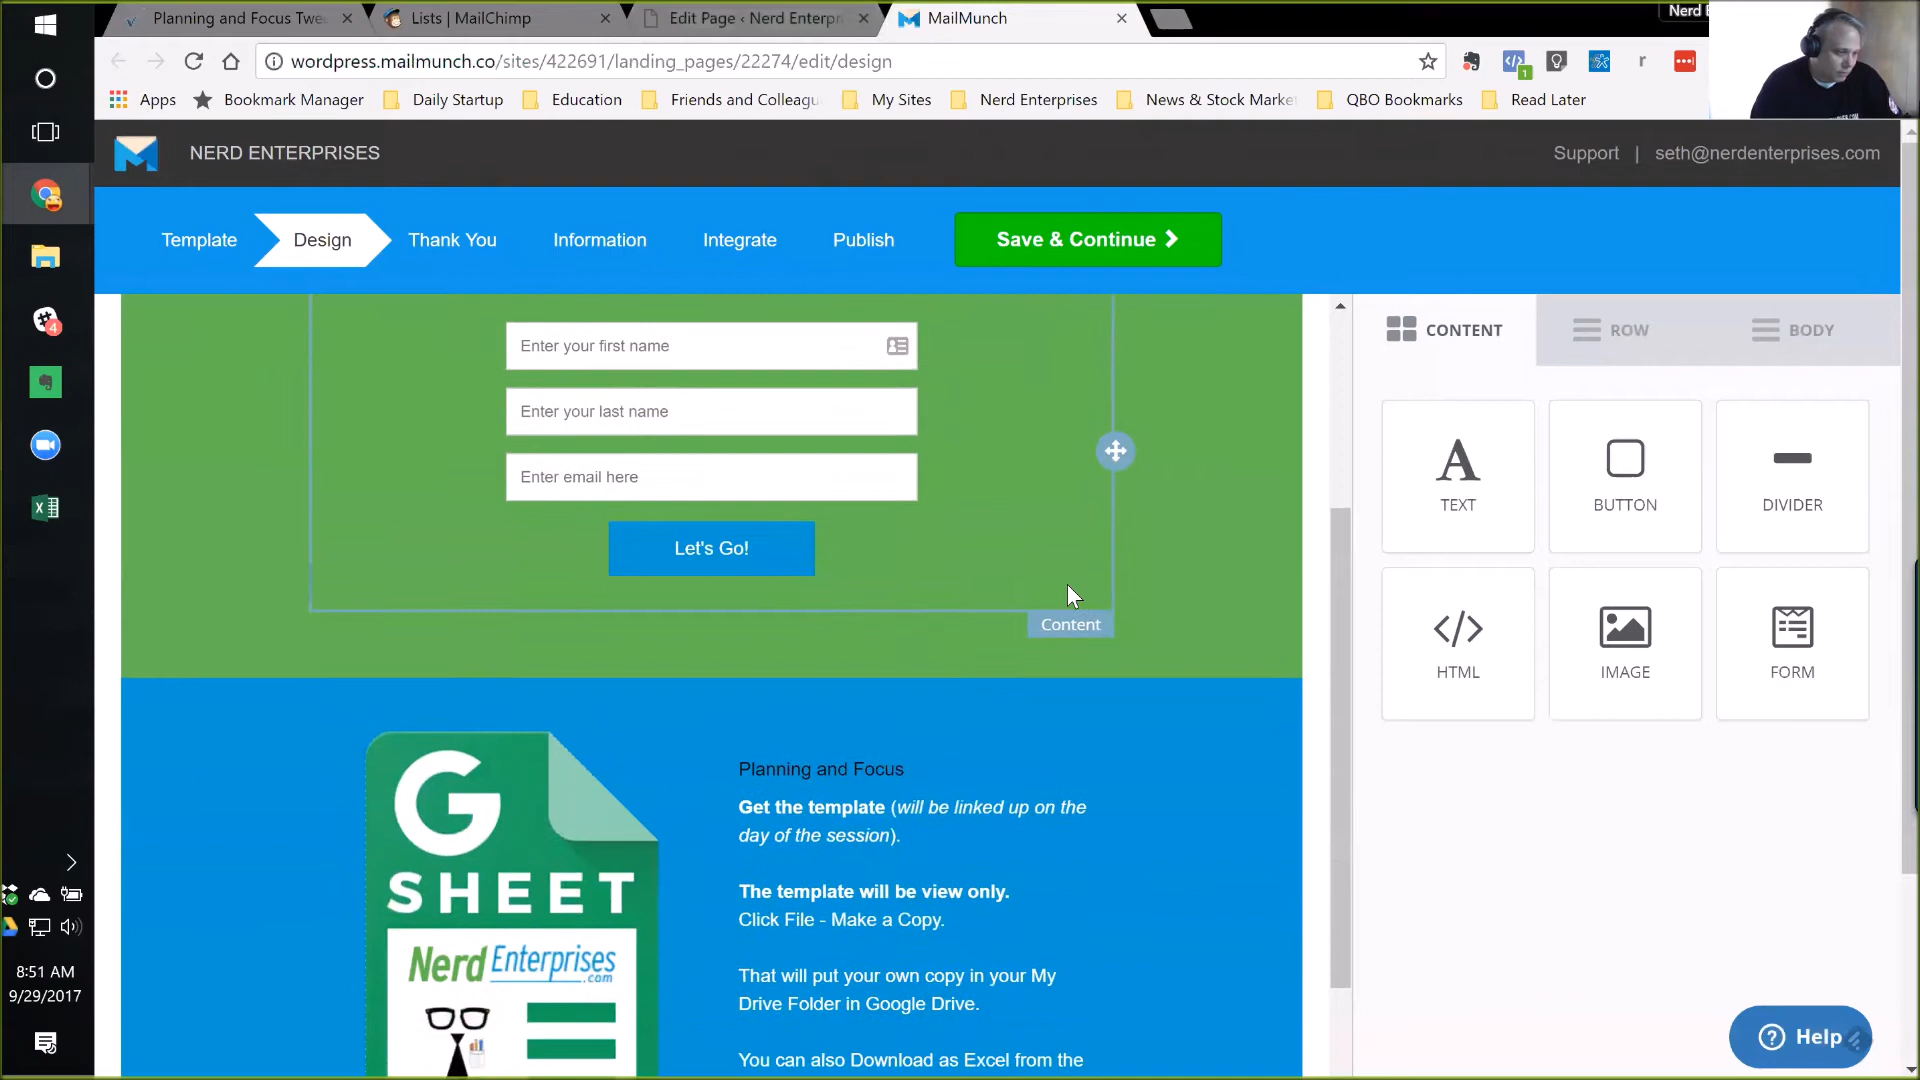 Planning and Focus Twe
Lists | MailChimp
Edit Page ‹ Nerd Enterpr
MailMunch
Nerd E
wordpress.mailmunch.co/sites/422691/landing_pages/22274/edit/design
1
r
Apps
Bookmark Manager
Daily Startup
Education
Friends and Colleagu
My Sites
Nerd Enterprises
News & Stock Market
QBO Bookmarks
Read Later
NERD ENTERPRISES
Support | seth@nerdenterprises.com
Template
Design
Thank You
Information
Integrate
Publish
Save & Continue
CONTENT
ROW
BODY
4
Enter your first name
Enter your last name
Enter email here
Let's Go!
Content
A
TEXT
BUTTON
DIVIDER
</>
HTML
IMAGE
FORM
G
SHEET
Nerd Enterprises
.com
Planning and Focus
Get the template (will be linked up on the
day of the session).
The template will be view only.
Click File - Make a Copy.
That will put your own copy in your My
Drive Folder in Google Drive.
You can also Download as Excel from the
Help
8:51 AM
9/29/2017